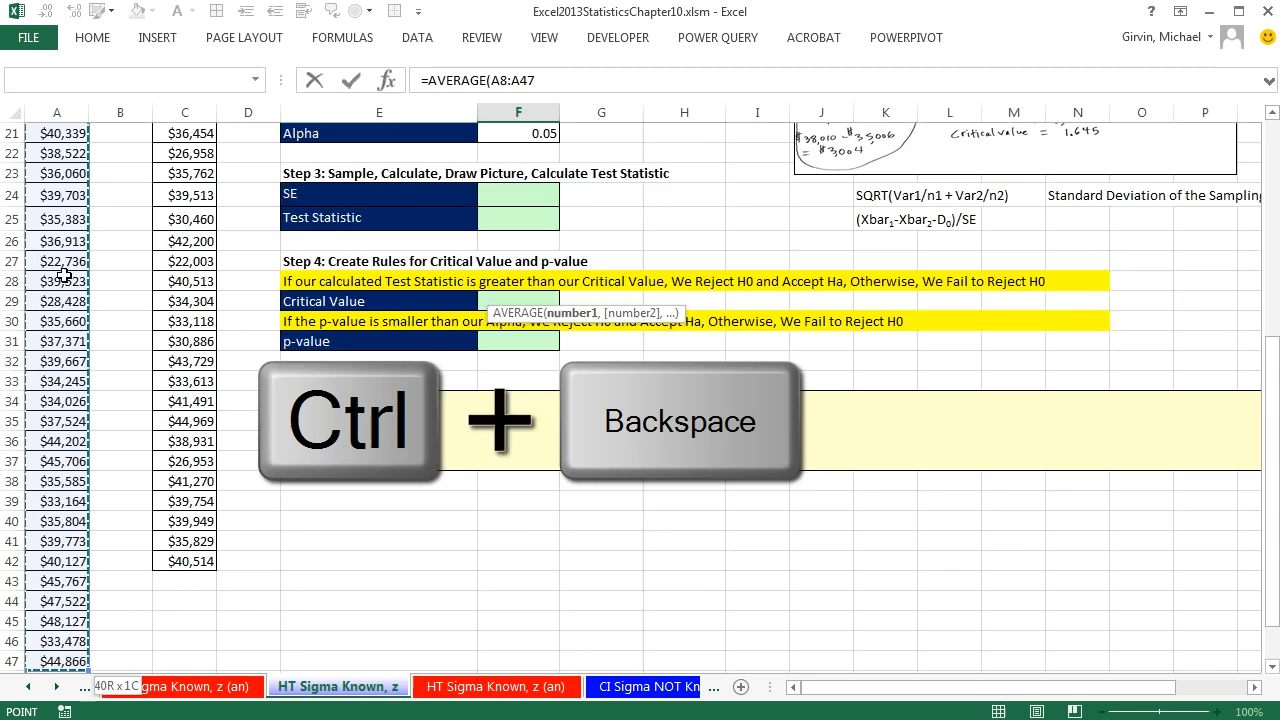 Excel2013StatisticsChapter10.xlsm - Excel
FILE HOME INSERT PAGE LAYOUT FORMULAS DATA REVIEW VIEW DEVELOPER POWER QUERY ACROBAT POWERPIVOT Girvin, Michael
=AVERAGE(A8:A47
A B C D E F G H I J K L M N O P
21 $40,339 $36,454 Alpha 0.05 $38,010 - $35,006 Critical value = 1.645
22 $38,522 $26,958 = $3,004
23 $36,060 $35,762 Step 3: Sample, Calculate, Draw Picture, Calculate Test Statistic
24 $39,703 $39,513 SE SQRT(Var1/n1 + Var2/n2) Standard Deviation of the Sampling
25 $35,383 $30,460 Test Statistic (Xbar1-Xbar2-D0)/SE
26 $36,913 $42,200
27 $22,736 $22,003 Step 4: Create Rules for Critical Value and p-value
28 $39,523 $40,513 If our calculated Test Statistic is greater than our Critical Value, We Reject H0 and Accept Ha, Otherwise, We Fail to Reject H0
29 $28,428 $34,304 Critical Value
AVERAGE(number1, [number2], ...)
30 $35,660 $33,118 If the p-value is smaller than our Alpha, We Reject H0 and Accept Ha, Otherwise, We Fail to Reject H0
31 $37,371 $30,886 p-value
32 $39,667 $43,729
33 $34,245 $33,613
34 $34,026 $41,491
35 $37,524 $44,969
36 $44,202 $38,931
37 $45,706 $26,953
Ctrl + Backspace
38 $35,585 $41,270
39 $33,164 $39,754
40 $35,804 $39,949
41 $39,773 $35,829
42 $40,127 $40,514
43 $45,767
44 $47,522
45 $48,127
46 $33,478
47 $44,866
... 40R x 1C gma Known, z (an) HT Sigma Known, z HT Sigma Known, z (an) CI Sigma NOT Kn ...
POINT 100%